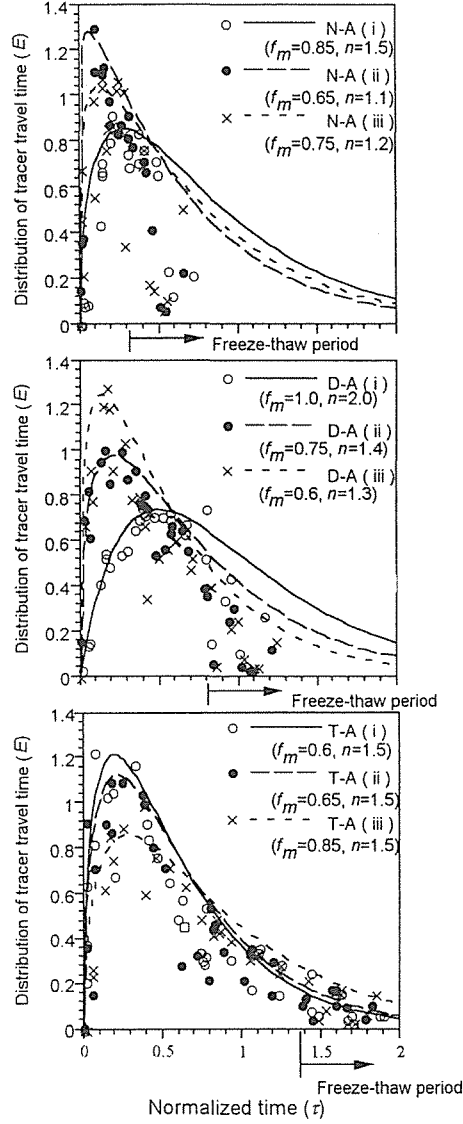 1.4
1.2
1
0.8
0.6
0.4
0.2
0
Distribution of tracer travel time (E)
N-A ( i )
(fm=0.85, n=1.5)
N-A ( ii )
(fm=0.65, n=1.1)
N-A ( iii )
(fm=0.75, n=1.2)
Freeze-thaw period
1.4
1.2
1
0.8
0.6
0.4
0.2
0
Distribution of tracer travel time (E)
D-A ( i )
(fm=1.0, n=2.0)
D-A ( ii )
(fm=0.75, n=1.4)
D-A ( iii )
(fm=0.6, n=1.3)
Freeze-thaw period
1.4
1.2
1
0.8
0.6
0.4
0.2
0
Distribution of tracer travel time (E)
T-A ( i )
(fm=0.6, n=1.5)
T-A ( ii )
(fm=0.65, n=1.5)
T-A ( iii )
(fm=0.85, n=1.5)
0 0.5 1 1.5 2
Freeze-thaw period
Normalized time (τ)